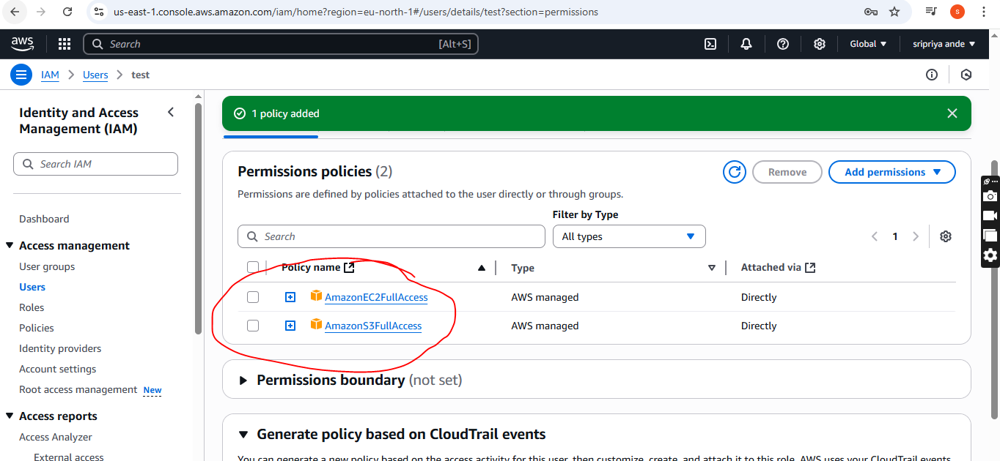 us-east-1.console.aws.amazon.com/iam/home?region=eu-north-1#/users/details/test?section=permissions
S
aws
Search
[Alt+S]
Global
sripriya ande
IAM
Users
test
Identity and Access
Management (IAM)
Search IAM
Dashboard
Access management
User groups
Users
Roles
Policies
Identity providers
Account settings
Root access management New
Access reports
Access Analyzer
External access
1 policy added
Permissions policies (2)
Remove
Add permissions
Permissions are defined by policies attached to the user directly or through groups.
Filter by Type
Search
All types
1
Policy name
Type
Attached via
AmazonEC2FullAccess
AWS managed
Directly
AmazonS3FullAccess
AWS managed
Directly
Permissions boundary (not set)
Generate policy based on CloudTrail events
You can generate a new policy based on the access activity for this user, then customize, create, and attach it to this role. AWS uses your CloudTrail events